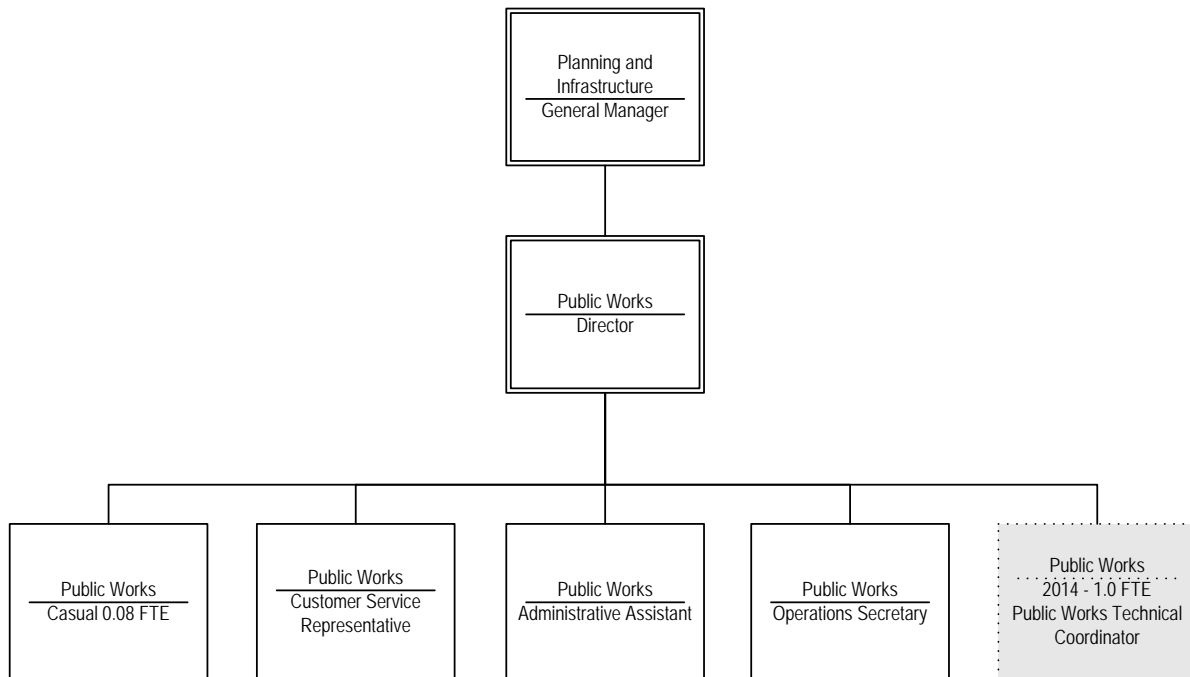 Planning and
Infrastructure
General Manager
Public Works
Director
Public Works
Casual 0.08 FTE
Public Works
Customer Service
Representative
Public Works
Administrative Assistant
Public Works
Operations Secretary
Public Works
2014 - 1.0 FTE
Public Works Technical
Coordinator